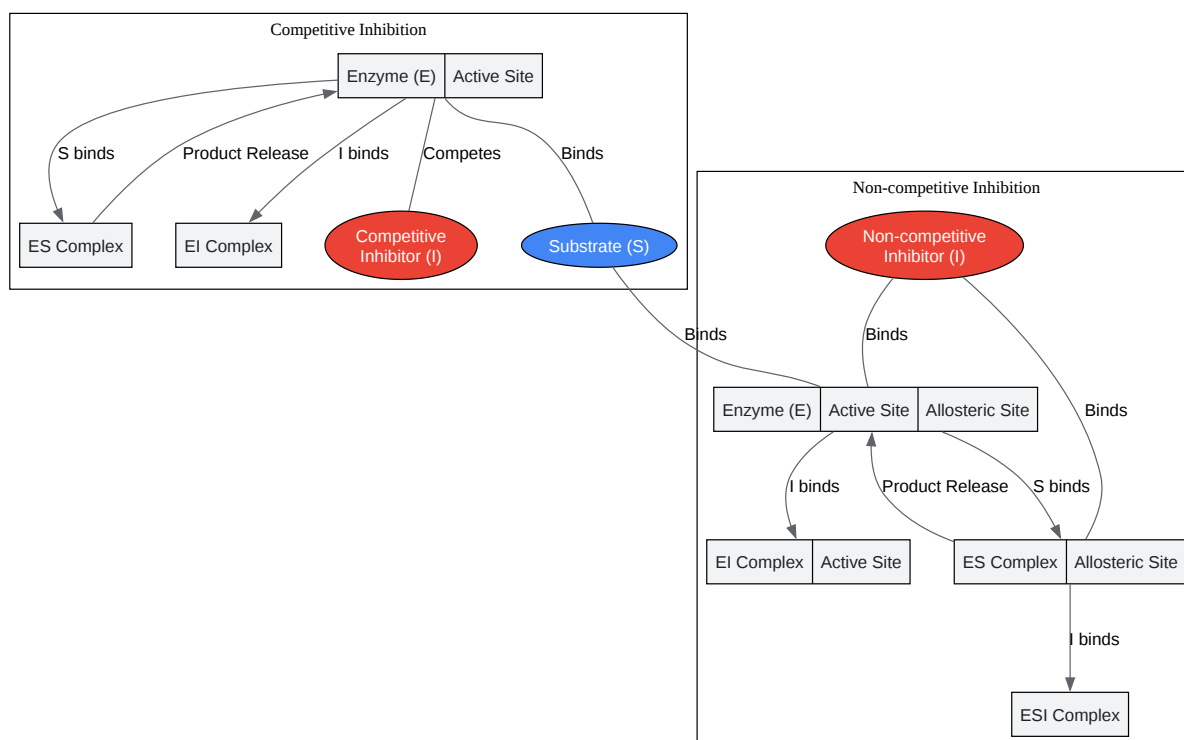 Competitive Inhibition
Enzyme (E)
Active Site
S binds
Product Release
I binds
Competes
Binds
ES Complex
EI Complex
Competitive
Inhibitor (I)
Substrate (S)
Non-competitive Inhibition
Non-competitive
Inhibitor (I)
Binds
Binds
Enzyme (E)
Active Site
Allosteric Site
Binds
I binds
Product Release
S binds
EI Complex
Active Site
ES Complex
Allosteric Site
I binds
ESI Complex